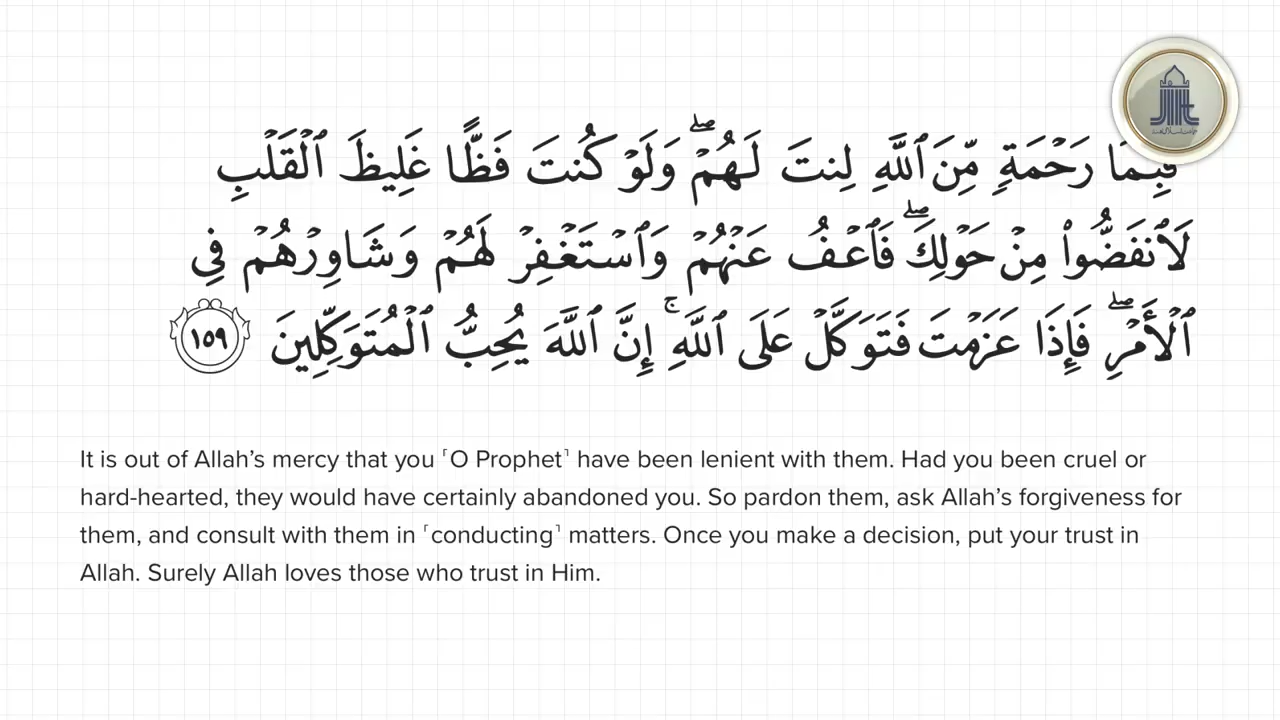 فَبِمَا رَحْمَةٍ مِّنَ ٱللَّهِ لِنتَ لَهُمْ ۖ وَلَوْ كُنتَ فَظًّا غَلِيظَ ٱلْقَلْبِ
لَٱنفَضُّوا۟ مِنْ حَوْلِكَ ۖ فَٱعْفُ عَنْهُمْ وَٱسْتَغْفِرْ لَهُمْ وَشَاوِرْهُمْ فِى
ٱلْأَمْرِ ۖ فَإِذَا عَزَمْتَ فَتَوَكَّلْ عَلَى ٱللَّهِ ۚ إِنَّ ٱللَّهَ يُحِبُّ ٱلْمُتَوَكِّلِينَ ١٥٩
It is out of Allah’s mercy that you ˹O Prophet˺ have been lenient with them. Had you been cruel or
hard-hearted, they would have certainly abandoned you. So pardon them, ask Allah’s forgiveness for
them, and consult with them in ˹conducting˺ matters. Once you make a decision, put your trust in
Allah. Surely Allah loves those who trust in Him.